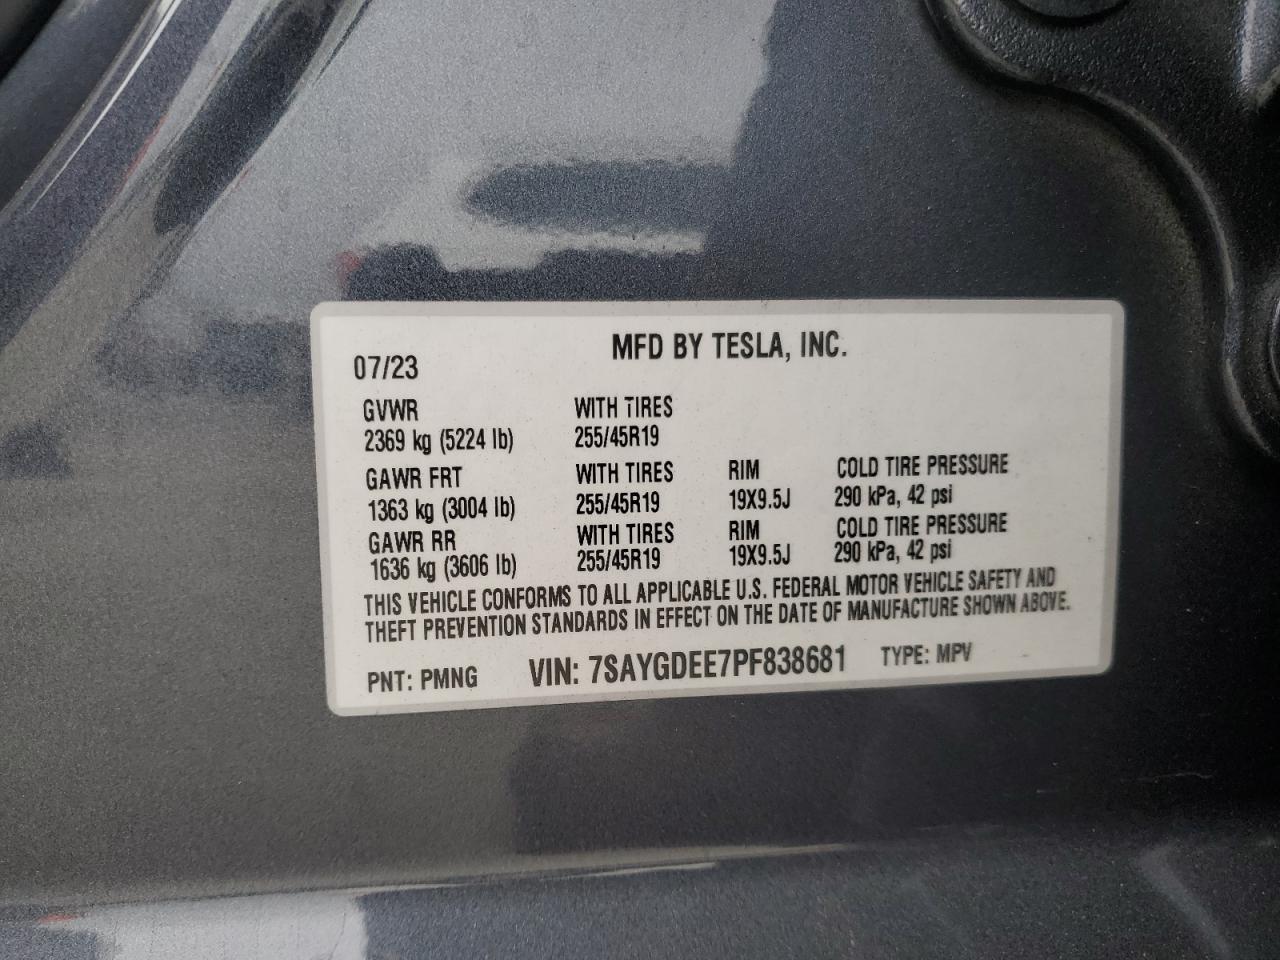 MFD BY TESLA, INC.
07/23
GVWR WITH TIRES
2369 kg (5224 lb) 255/45R19
GAWR FRT WITH TIRES RIM COLD TIRE PRESSURE
1363 kg (3004 lb) 255/45R19 19X9.5J 290 kPa, 42 psi
GAWR RR WITH TIRES RIM COLD TIRE PRESSURE
1636 kg (3606 lb) 255/45R19 19X9.5J 290 kPa, 42 psi
THIS VEHICLE CONFORMS TO ALL APPLICABLE U.S. FEDERAL MOTOR VEHICLE SAFETY AND
THEFT PREVENTION STANDARDS IN EFFECT ON THE DATE OF MANUFACTURE SHOWN ABOVE.
PNT: PMNG VIN: 7SAYGDEE7PF838681 TYPE: MPV